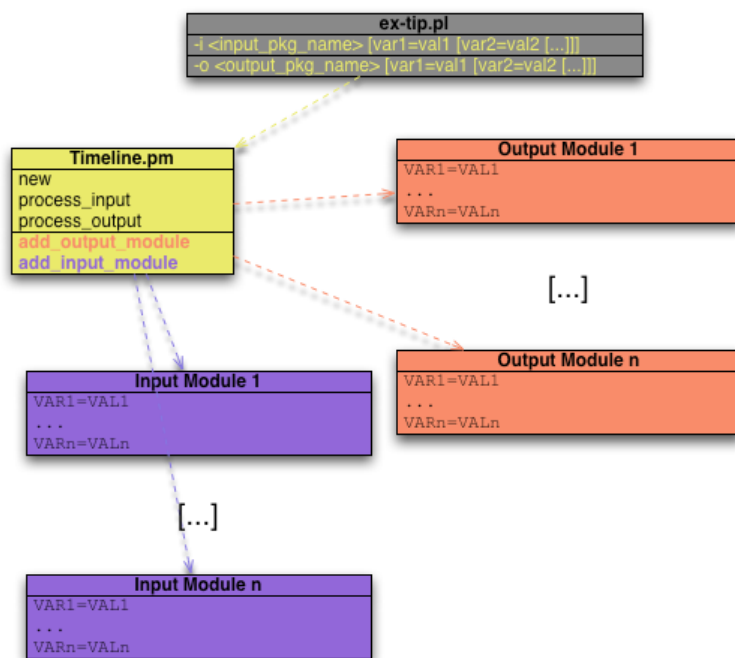 ex-tip.pl
-i <input_pkg_name> [var1=val1 [var2=val2 [...]]]
-o <output_pkg_name> [var1=val1 [var2=val2 [...]]]
Timeline.pm
new
process_input
process_output
add_output_module
add_input_module
Output Module 1
VAR1=VAL1
...
VARn=VALn
[...]
Output Module n
VAR1=VAL1
...
VARn=VALn
Input Module 1
VAR1=VAL1
...
VARn=VALn
[...]
Input Module n
VAR1=VAL1
...
VARn=VALn